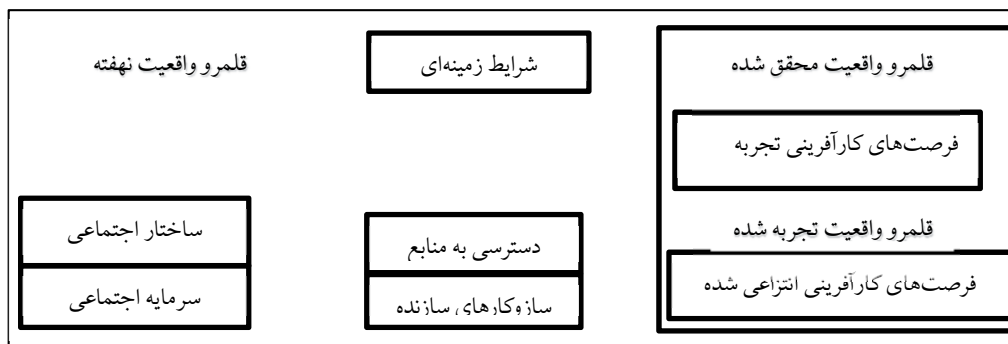 قلمرو واقعیت محقق شده
شرایط زمینه‌ای
قلمرو واقعیت نهفته
فرصت‌های کارآفرینی تجربه
قلمرو واقعیت تجربه شده
فرصت‌های کارآفرینی انتزاعی شده
دسترسی به منابع
سازوکارهای سازنده
ساختار اجتماعی
سرمایه اجتماعی